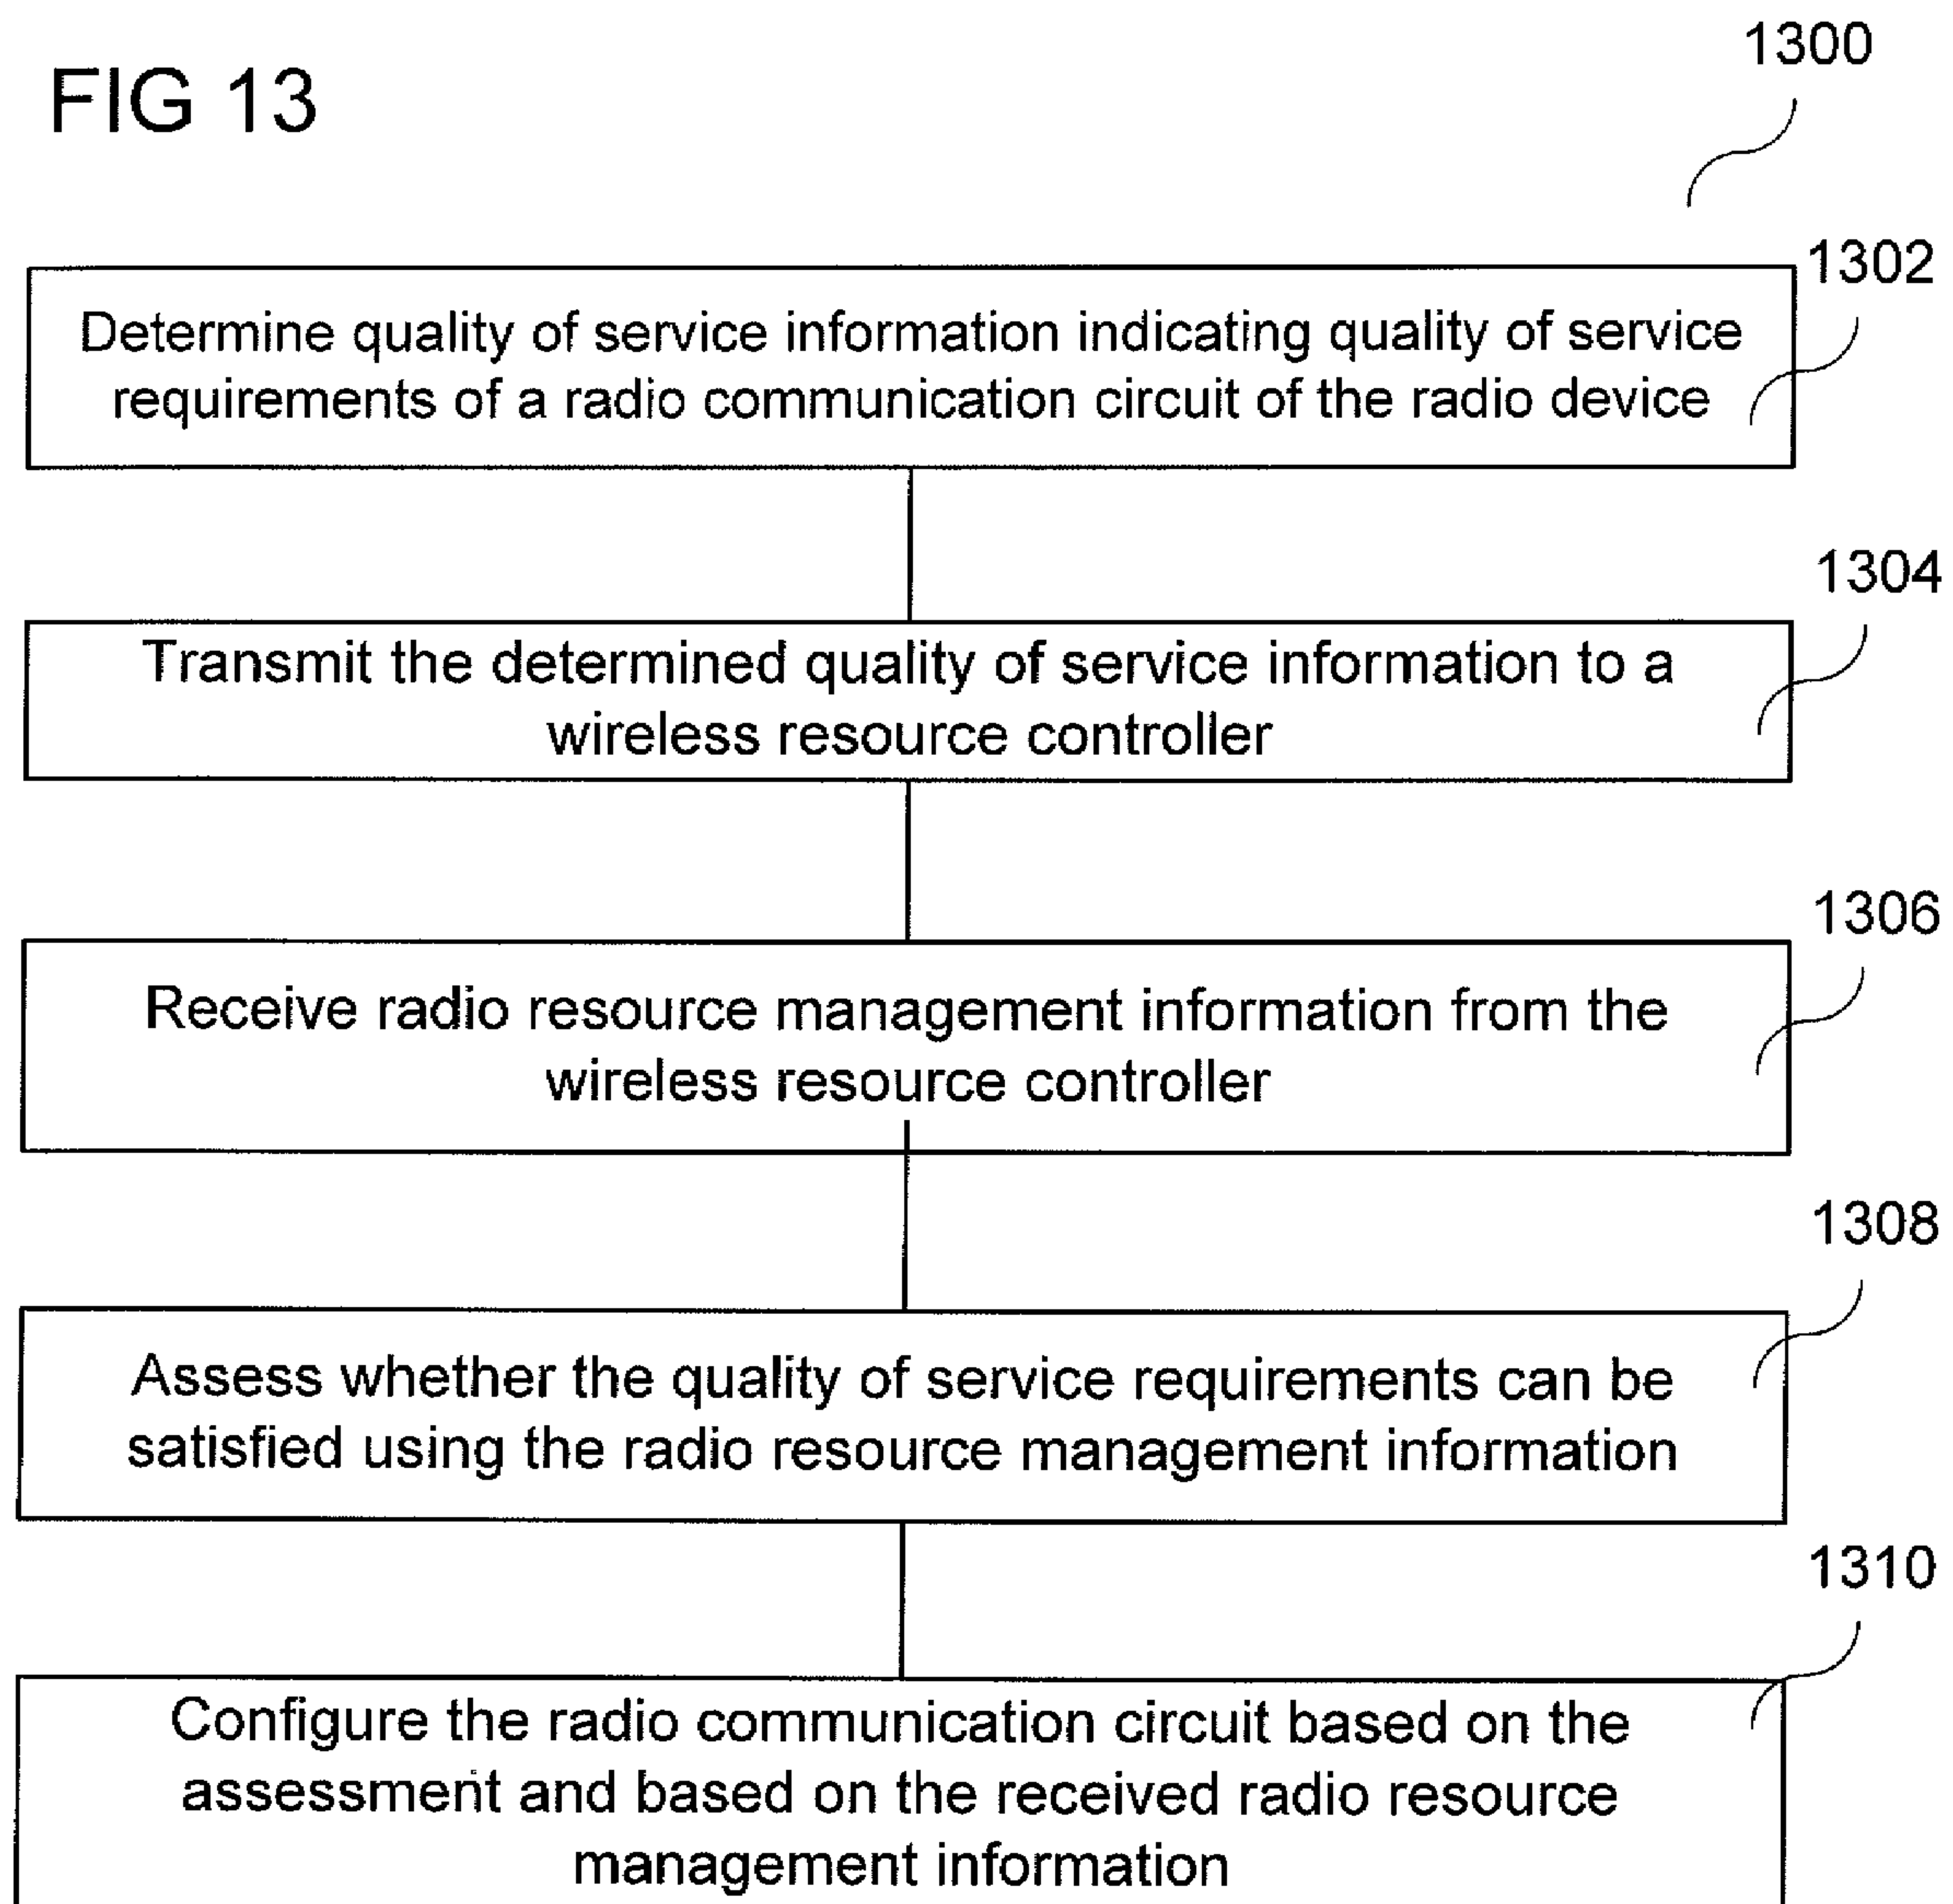 FIG 13
1300
1302
Determine quality of service information indicating quality of service
requirements of a radio communication circuit of the radio device
1304
Transmit the determined quality of service information to a
wireless resource controller
1306
Receive radio resource management information from the
wireless resource controller
1308
Assess whether the quality of service requirements can be
satisfied using the radio resource management information
1310
Configure the radio communication circuit based on the
assessment and based on the received radio resource
management information